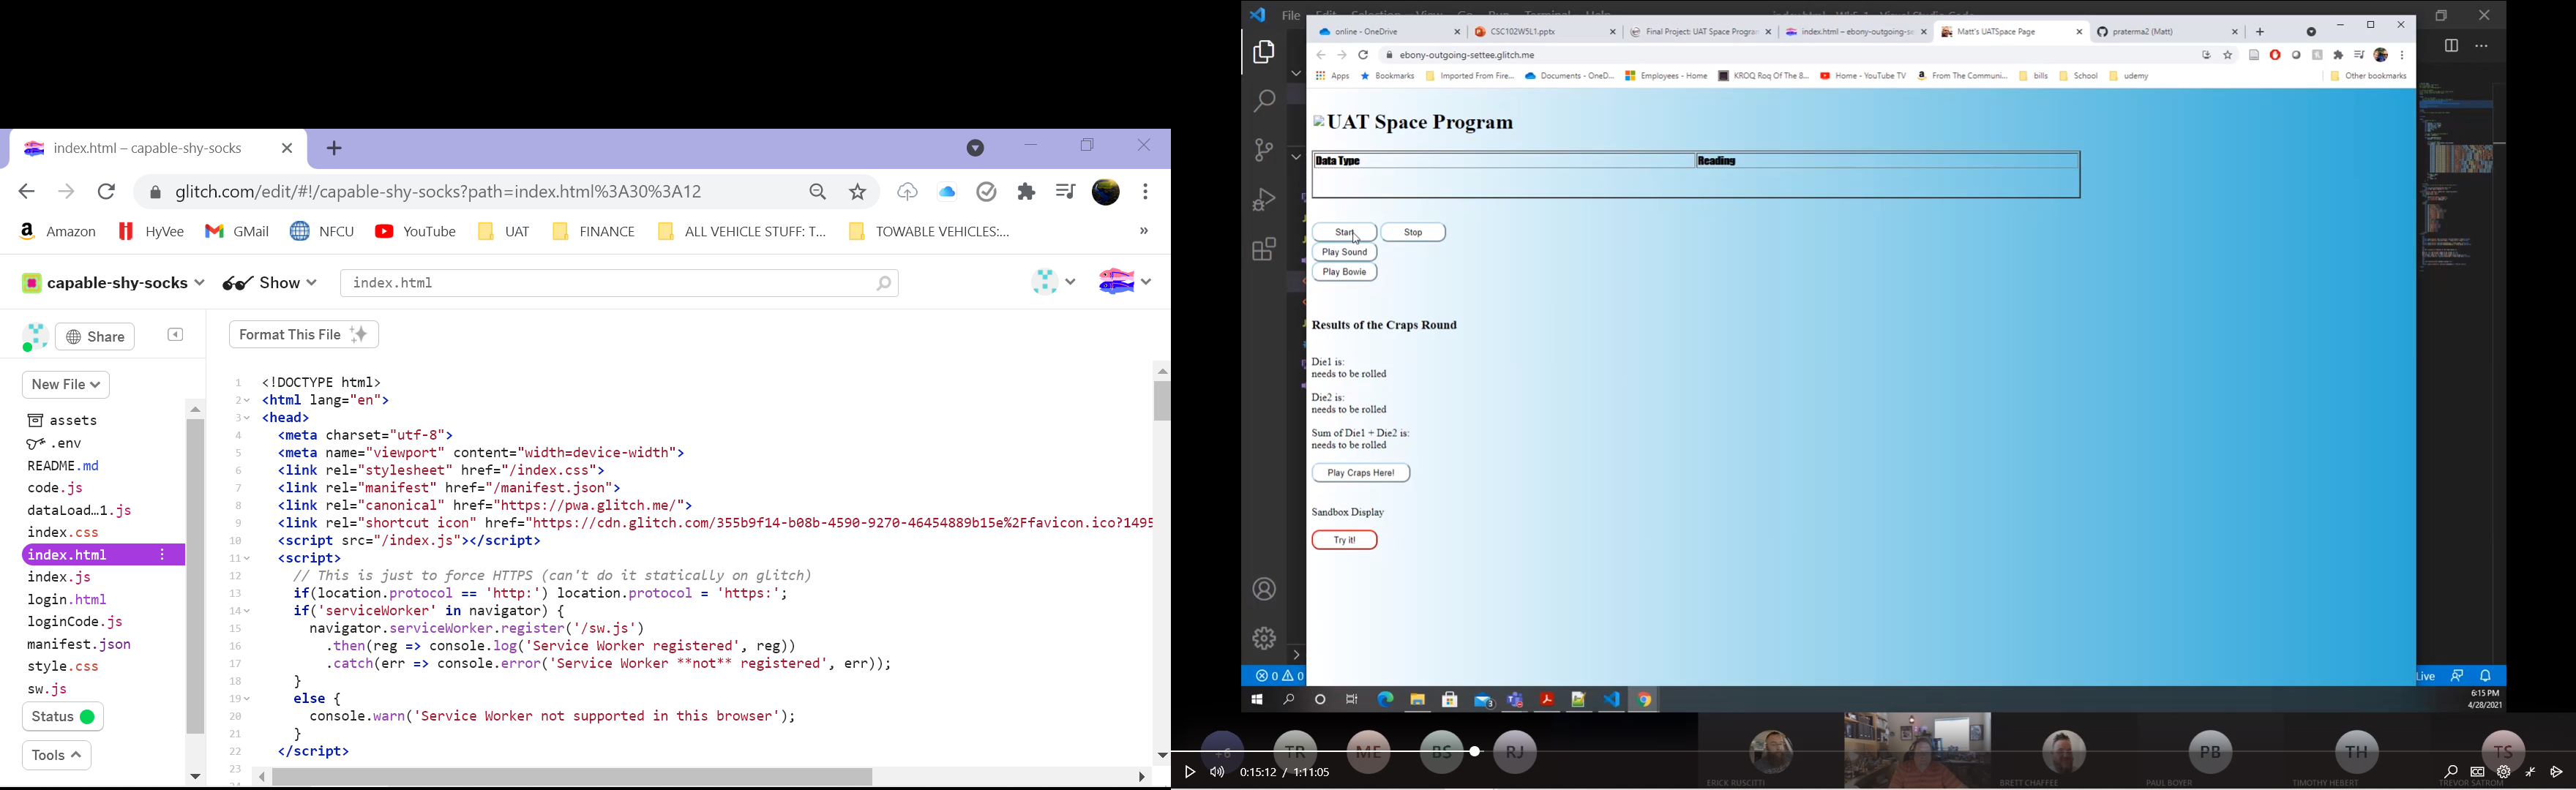 index.html – capable-shy-socks
glitch.com/edit/#!/capable-shy-socks?path=index.html%3A30%3A12
Amazon HyVee GMail NFCU YouTube UAT FINANCE ALL VEHICLE STUFF: T... TOWABLE VEHICLES:... »
capable-shy-socks Show index.html
Share
Format This File
New File
assets
.env
README.md
code.js
dataLoad…1.js
index.css
index.html
index.js
login.html
loginCode.js
manifest.json
style.css
sw.js
Status
Tools
1 <!DOCTYPE html>
2 <html lang="en">
3 <head>
4 <meta charset="utf-8">
5 <meta name="viewport" content="width=device-width">
6 <link rel="stylesheet" href="/index.css">
7 <link rel="manifest" href="/manifest.json">
8 <link rel="canonical" href="https://pwa.glitch.me/">
9 <link rel="shortcut icon" href="https://cdn.glitch.com/355b9f14-b08b-4590-9270-46454889b15e%2Ffavicon.ico?1495
10 <script src="/index.js"></script>
11 <script>
12 // This is just to force HTTPS (can't do it statically on glitch)
13 if(location.protocol == 'http:') location.protocol = 'https:';
14 if('serviceWorker' in navigator) {
15 navigator.serviceWorker.register('/sw.js')
16 .then(reg => console.log('Service Worker registered', reg))
17 .catch(err => console.error('Service Worker **not** registered', err));
18 }
19 else {
20 console.warn('Service Worker not supported in this browser');
21 }
22 </script>
23
File Edit Selection View Go Run Terminal Help
online - OneDrive CSC102W5L1.pptx Final Project: UAT Space Progra index.html – ebony-outgoing-se Matt's UATSpace Page praterma2 (Matt)
ebony-outgoing-settee.glitch.me
Apps Bookmarks Imported From Fire... Documents - OneD... Employees - Home KROQ Roq Of The 8... Home - YouTube TV From The Communi... bills School udemy Other bookmarks
UAT Space Program
Data Type Reading
Start Stop
Play Sound
Play Bowie
Results of the Craps Round
Die1 is:
needs to be rolled
Die2 is:
needs to be rolled
Sum of Die1 + Die2 is:
needs to be rolled
Play Craps Here!
Sandbox Display
Try it!
0 0 Live
3
6:15 PM
4/28/2021
+6 TR ME BS RJ PB TH TS
ERICK RUSCITTI BRETT CHAFFEE PAUL BOYER TIMOTHY HEBERT TREVOR SATROM
0:15:12 / 1:11:05 CC